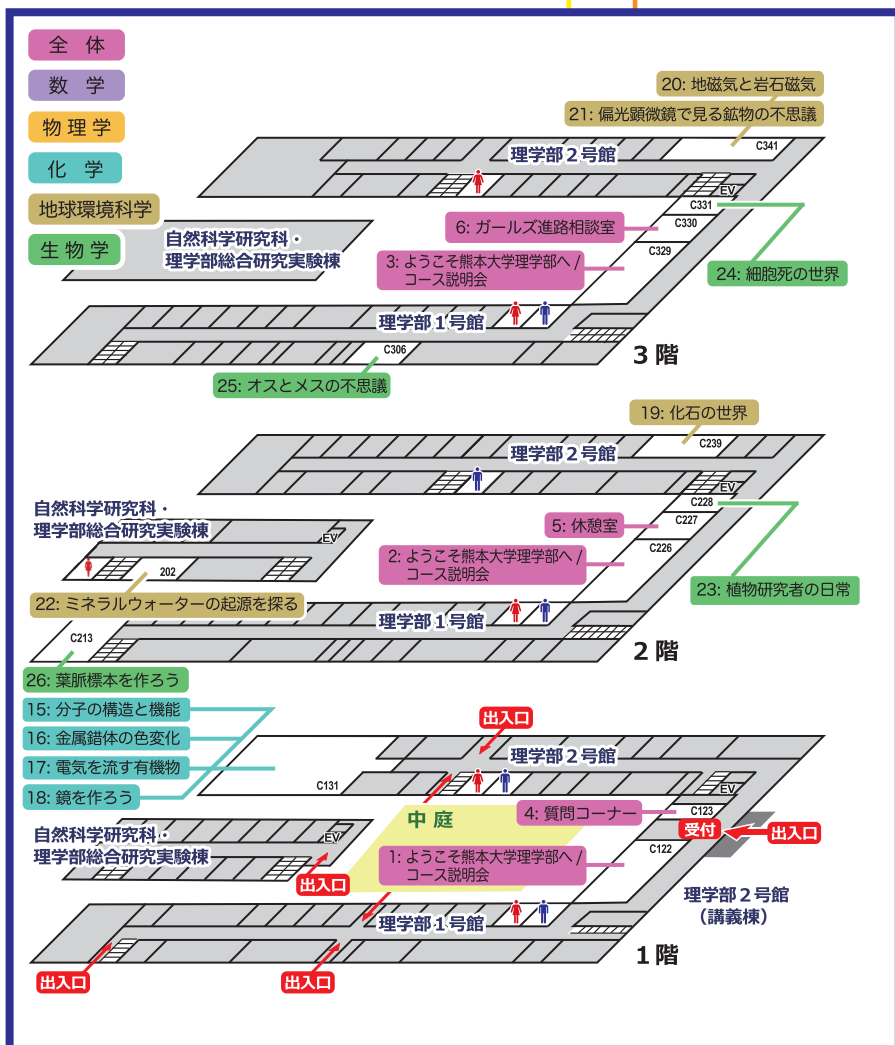 全体
数学
物理学
化学
地球環境科学
生物学
20: 地磁気と岩石磁気
21: 偏光顕微鏡で見る鉱物の不思議
C341
理学部2号館
EV
C331
6: ガールズ進路相談室
C330
自然科学研究科・
理学部総合研究実験棟
C329
3: ようこそ熊本大学理学部へ /
コース説明会
24: 細胞死の世界
理学部1号館
C306
3階
25: オスとメスの不思議
19: 化石の世界
C239
理学部2号館
EV
C228
自然科学研究科・
理学部総合研究実験棟
EV
5: 休憩室
C227
C226
2: ようこそ熊本大学理学部へ /
コース説明会
202
23: 植物研究者の日常
22: ミネラルウォーターの起源を探る
理学部1号館
C213
2階
26: 葉脈標本を作ろう
15: 分子の構造と機能
16: 金属錯体の色変化
17: 電気を流す有機物
18: 鏡を作ろう
出入口
理学部2号館
C131
EV
中庭
4: 質問コーナー
C123
受付
出入口
自然科学研究科・
理学部総合研究実験棟
EV
C122
1: ようこそ熊本大学理学部へ /
コース説明会
出入口
理学部2号館
(講義棟)
理学部1号館
1階
出入口
出入口